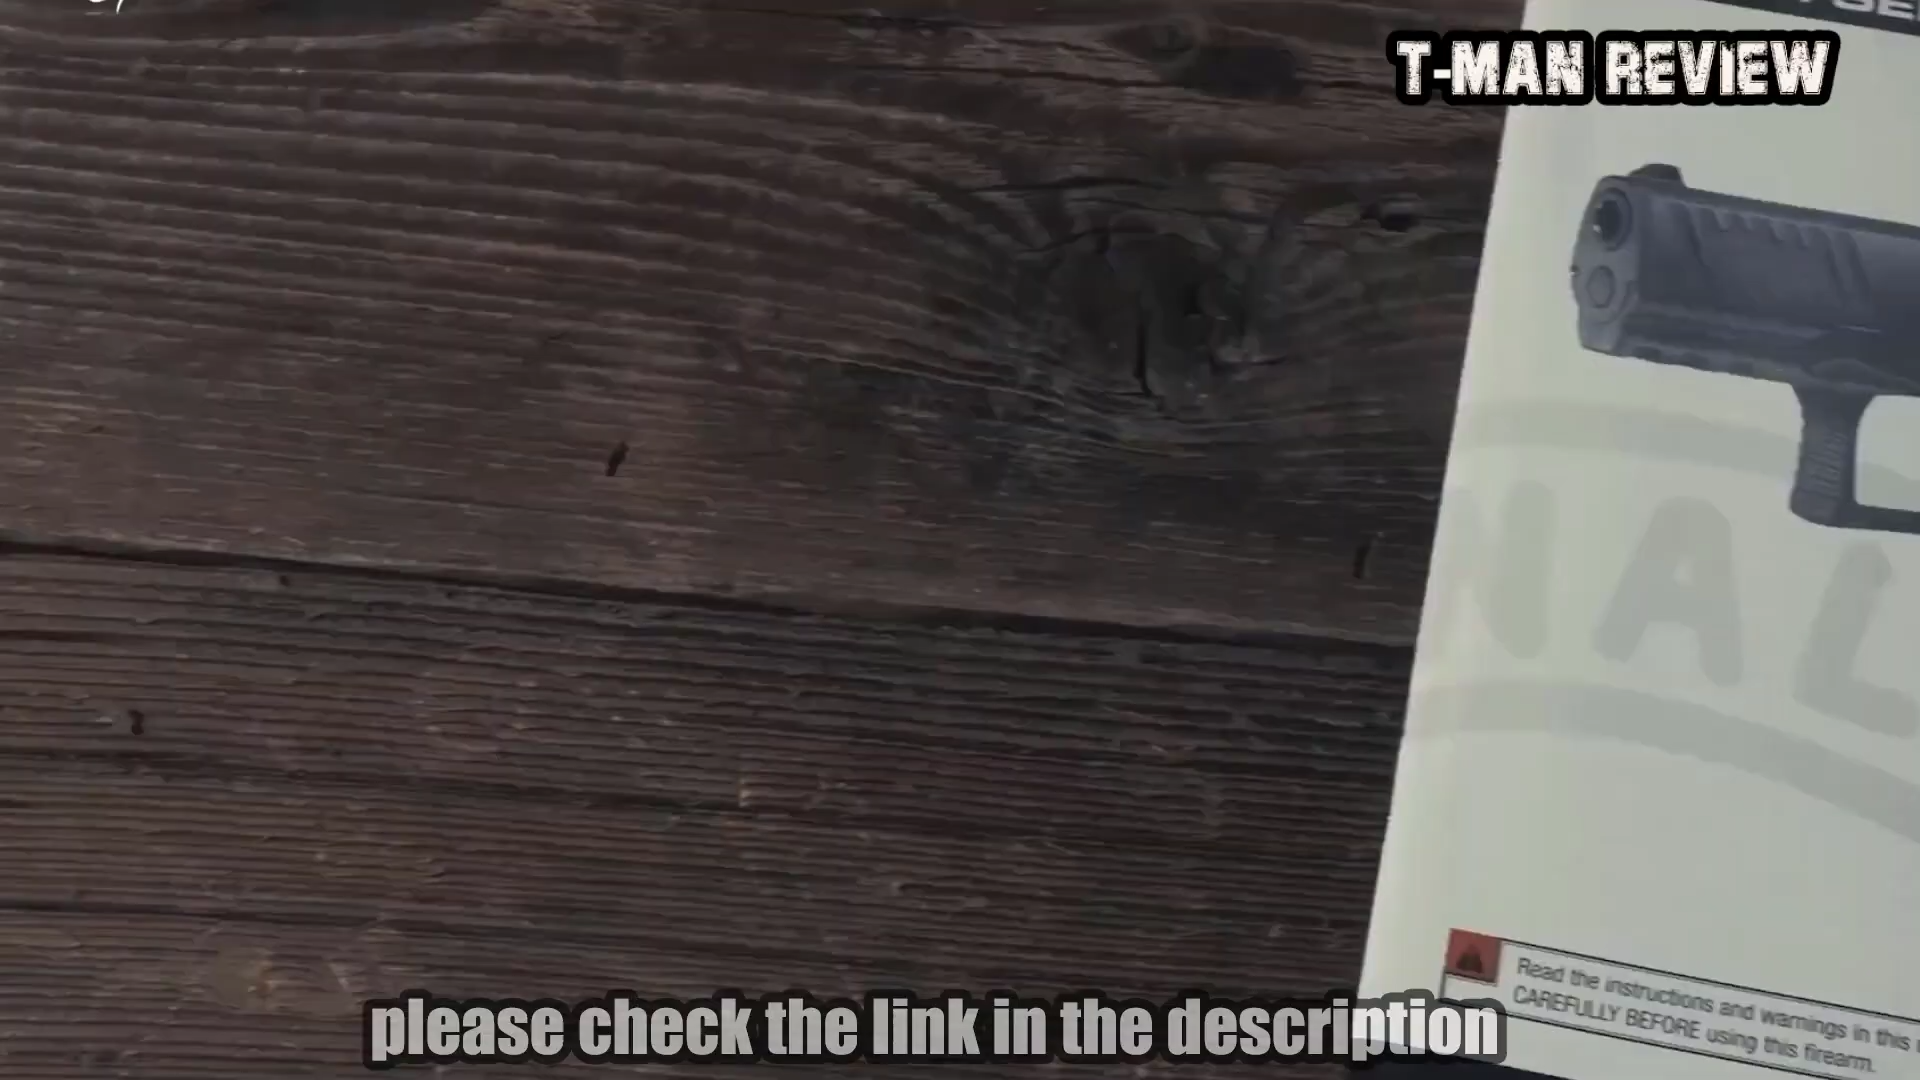 T-MAN REVIEW
NAL
Read the instructions and warnings in this
CAREFULLY BEFORE using this firearm.
please check the link in the description